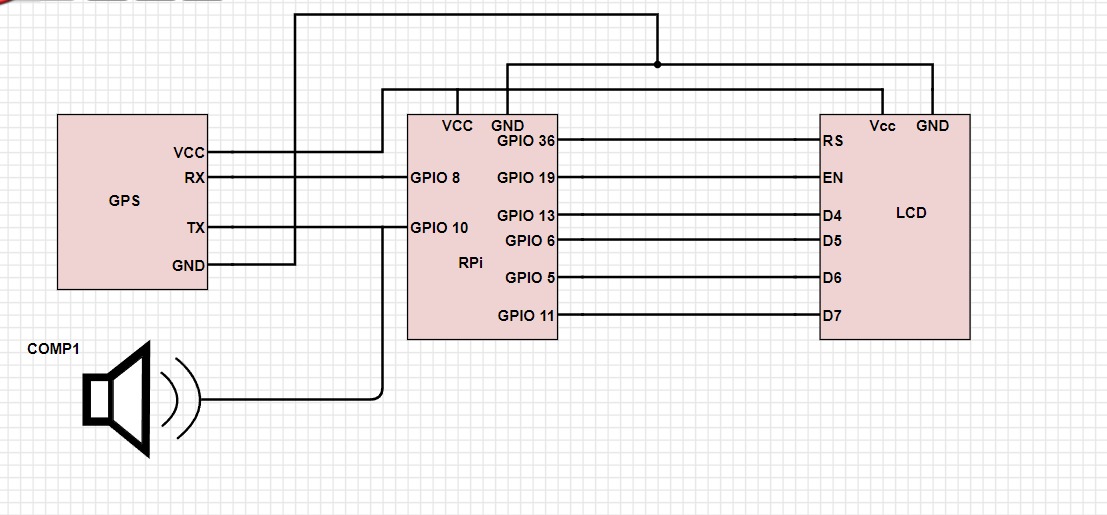 VCC GND
Vcc GND
GPS
VCC
RX
TX
GND
GPIO 8
GPIO 10
RPi
GPIO 36
GPIO 19
GPIO 13
GPIO 6
GPIO 5
GPIO 11
RS
EN
D4
D5
D6
D7
LCD
COMP1